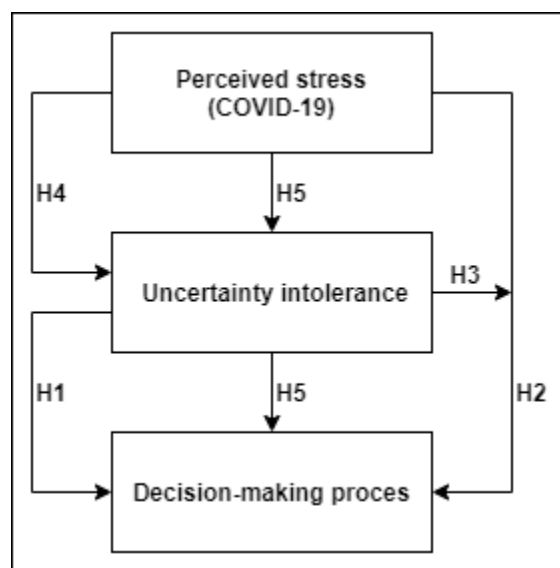 Perceived stress
(COVID-19)
H4
H5
Uncertainty intolerance
H3
H1
H5
H2
Decision-making proces